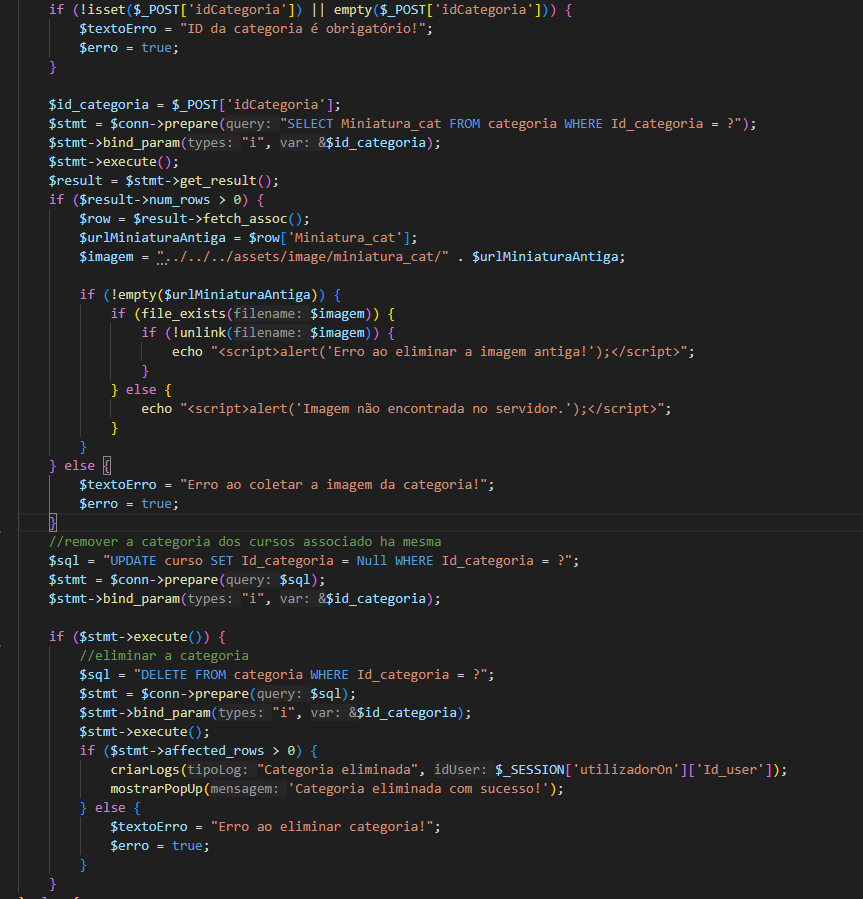 if (!isset($_POST['idCategoria']) || empty($_POST['idCategoria'])) {
$textoErro = "ID da categoria é obrigatório!";
$erro = true;
}
$id_categoria = $_POST['idCategoria'];
$stmt = $conn->prepare(query: "SELECT Miniatura_cat FROM categoria WHERE Id_categoria = ?");
$stmt->bind_param(types: "i", var: &$id_categoria);
$stmt->execute();
$result = $stmt->get_result();
if ($result->num_rows > 0) {
$row = $result->fetch_assoc();
$urlMiniaturaAntiga = $row['Miniatura_cat'];
$imagem = "../../../assets/image/miniatura_cat/" . $urlMiniaturaAntiga;
if (!empty($urlMiniaturaAntiga)) {
if (file_exists(filename: $imagem)) {
if (!unlink(filename: $imagem)) {
echo "<script>alert('Erro ao eliminar a imagem antiga!');</script>";
}
} else {
echo "<script>alert('Imagem não encontrada no servidor.');</script>";
}
}
} else {
$textoErro = "Erro ao coletar a imagem da categoria!";
$erro = true;
}
//remover a categoria dos cursos associado ha mesma
$sql = "UPDATE curso SET Id_categoria = Null WHERE Id_categoria = ?";
$stmt = $conn->prepare(query: $sql);
$stmt->bind_param(types: "i", var: &$id_categoria);
if ($stmt->execute()) {
//eliminar a categoria
$sql = "DELETE FROM categoria WHERE Id_categoria = ?";
$stmt = $conn->prepare(query: $sql);
$stmt->bind_param(types: "i", var: &$id_categoria);
$stmt->execute();
if ($stmt->affected_rows > 0) {
criarLogs(tipoLog: "Categoria eliminada", idUser: $_SESSION['utilizadorOn']['Id_user']);
mostrarPopUp(mensagem: 'Categoria eliminada com sucesso!');
} else {
$textoErro = "Erro ao eliminar categoria!";
$erro = true;
}
}